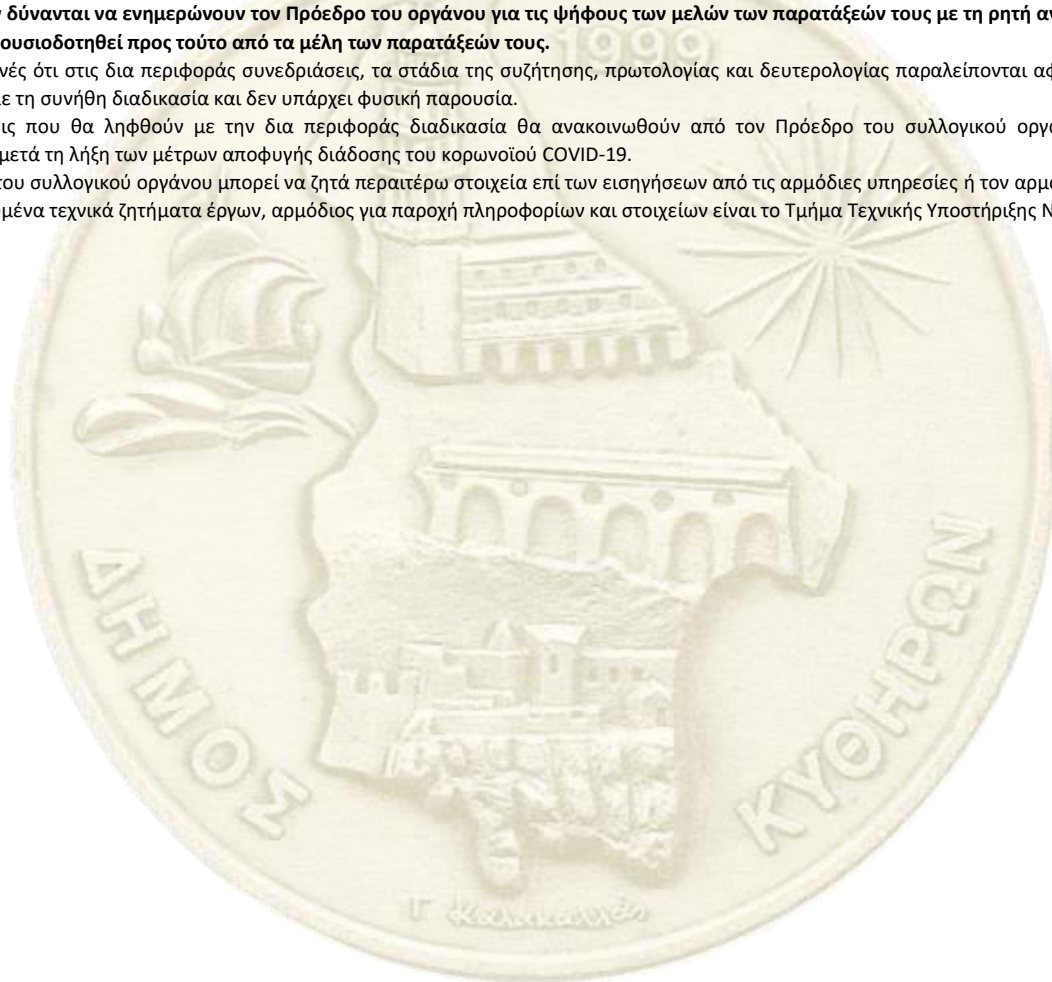 δύνανται να ενημερώνουν τον Πρόεδρο του οργάνου για τις ψήφους των μελών των παρατάξεών τους με τη ρητή
ουσιοδοτηθεί προς τούτο από τα μέλη των παρατάξεών τους.
1999
νές ότι στις δια περιφοράς συνεδριάσεις, τα στάδια της συζήτησης, πρωτολογίας και δευτερολογίας παραλείπονται
ε τη συνήθη διαδικασία και δεν υπάρχει φυσική παρουσία.
ις που θα ληφθούν με την δια περιφοράς διαδικασία θα ανακοινωθούν από τον Πρόεδρο του συλλογικού
μετά τη λήξη των μέτρων αποφυγής διάδοσης του κορωνοϊού COVID-19.
του συλλογικού οργάνου μπορεί να ζητά περαιτέρω στοιχεία επί των εισηγήσεων από τις αρμόδιες υπηρεσίες ή τον
μένα τεχνικά ζητήματα έργων, αρμόδιος για παροχή πληροφορίων και στοιχείων είναι το Τμήμα Τεχνικής Υποστήριξης
ΔΗΜΟΣ
ΚΥΘΗΡΩΝ